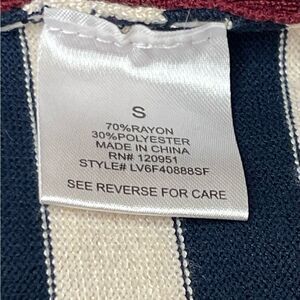 S
70%RAYON
30%POLYESTER
MADE IN CHINA
RN# 120951
STYLE# LV6F40888SF
SEE REVERSE FOR CARE